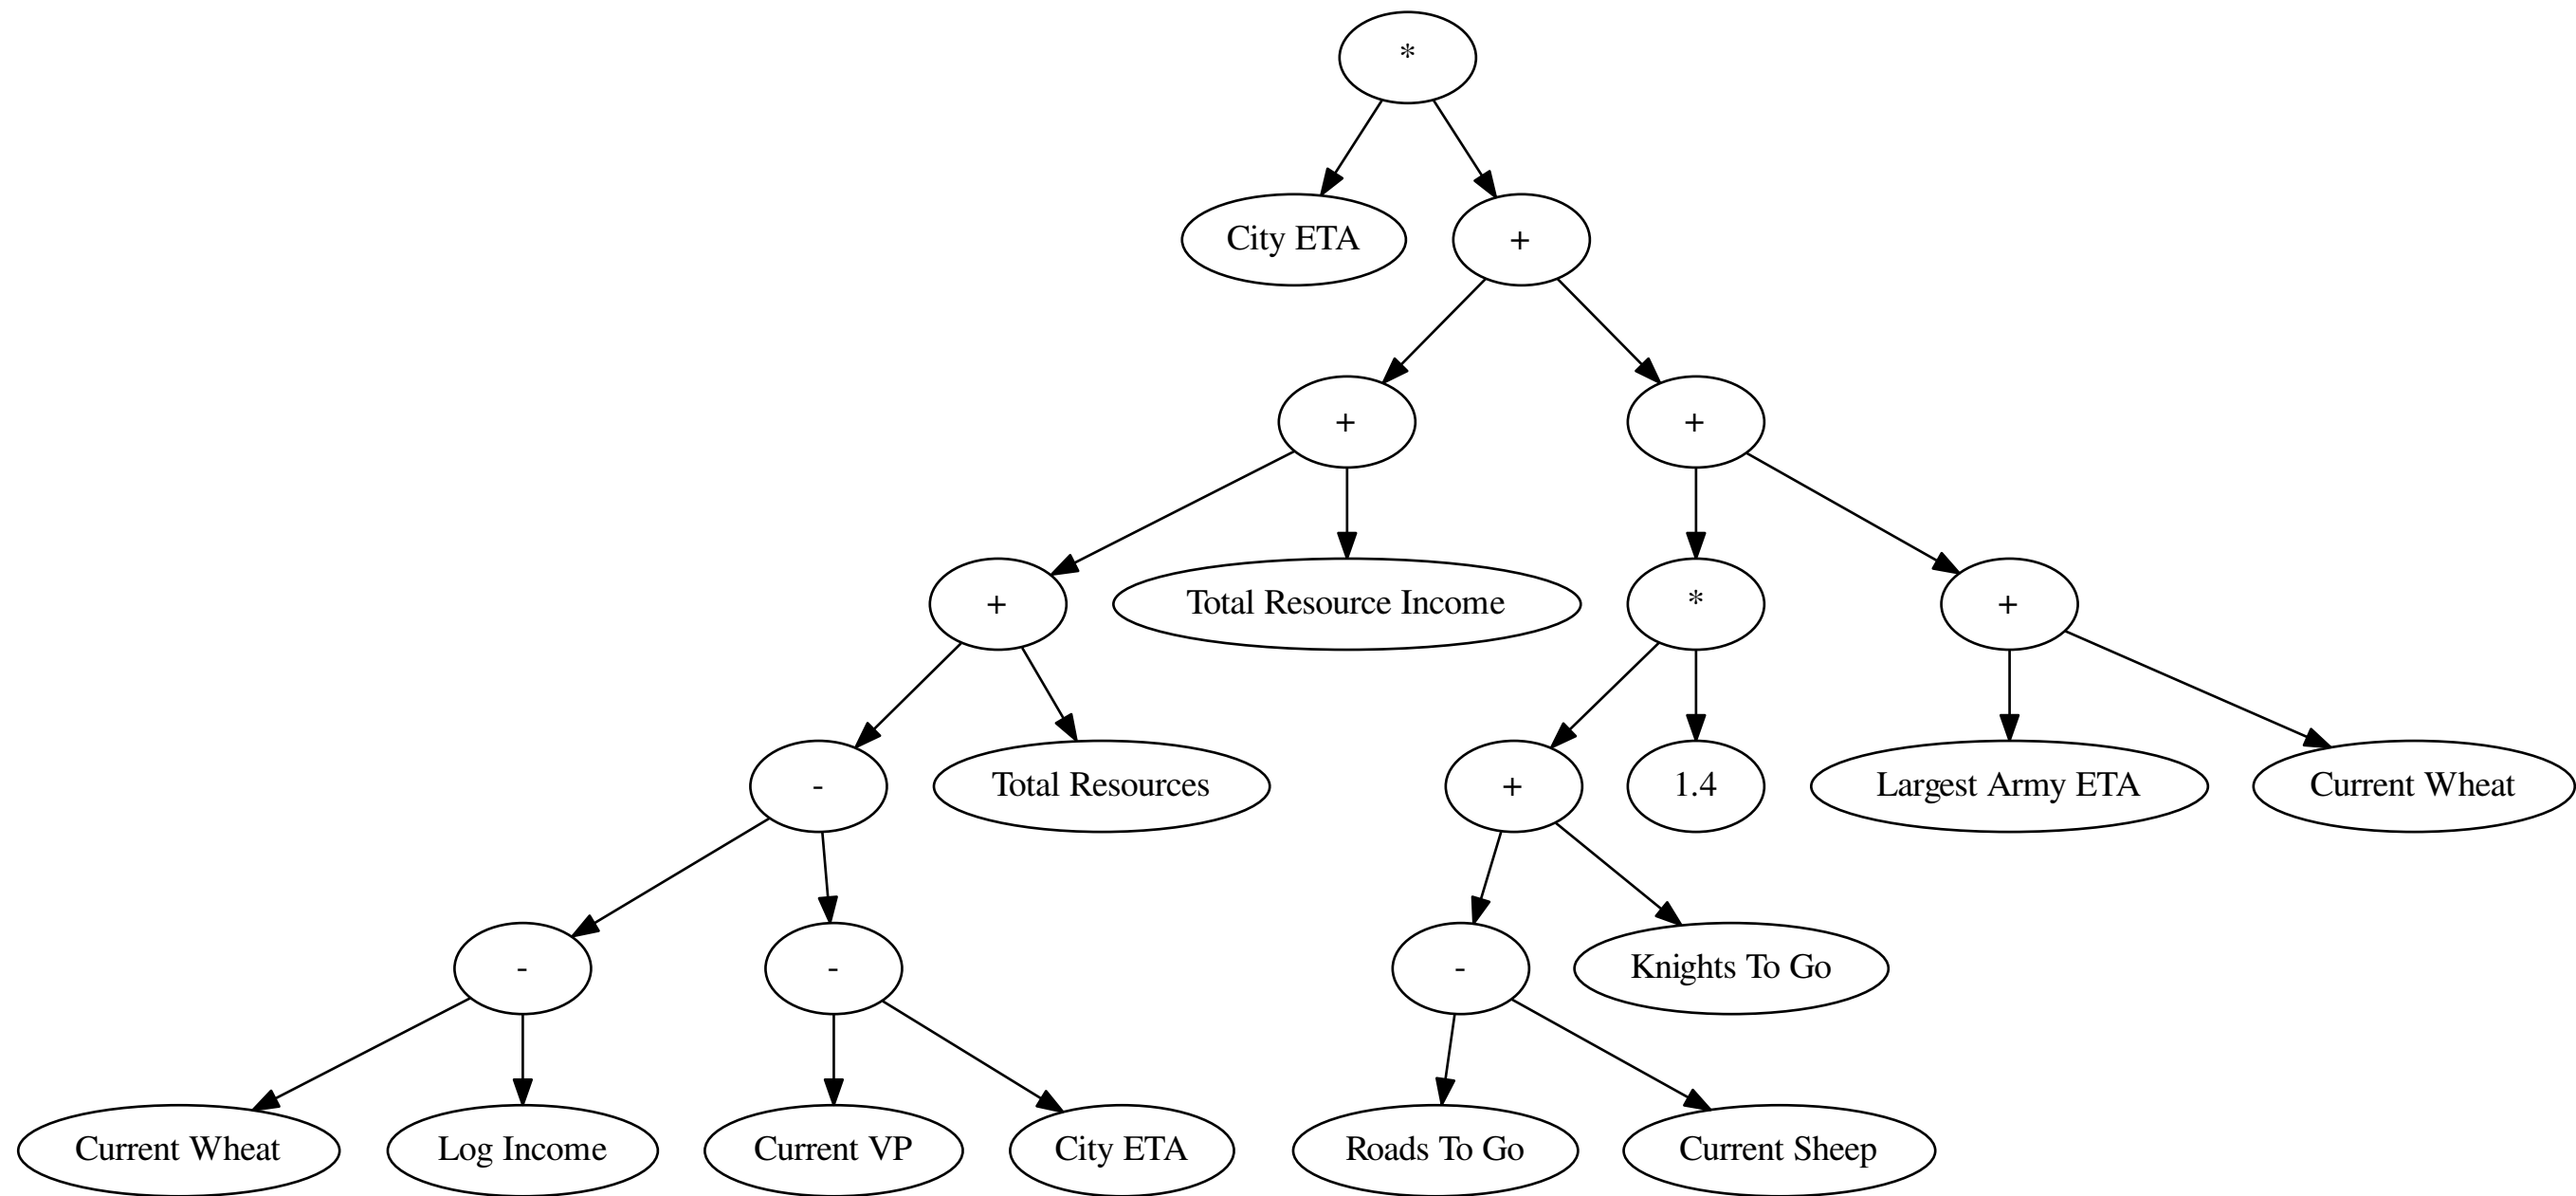 *
City ETA
+
+
+
+
Total Resource Income
*
+
-
Total Resources
+
1.4
Largest Army ETA
Current Wheat
-
-
-
Knights To Go
Current Wheat
Log Income
Current VP
City ETA
Roads To Go
Current Sheep